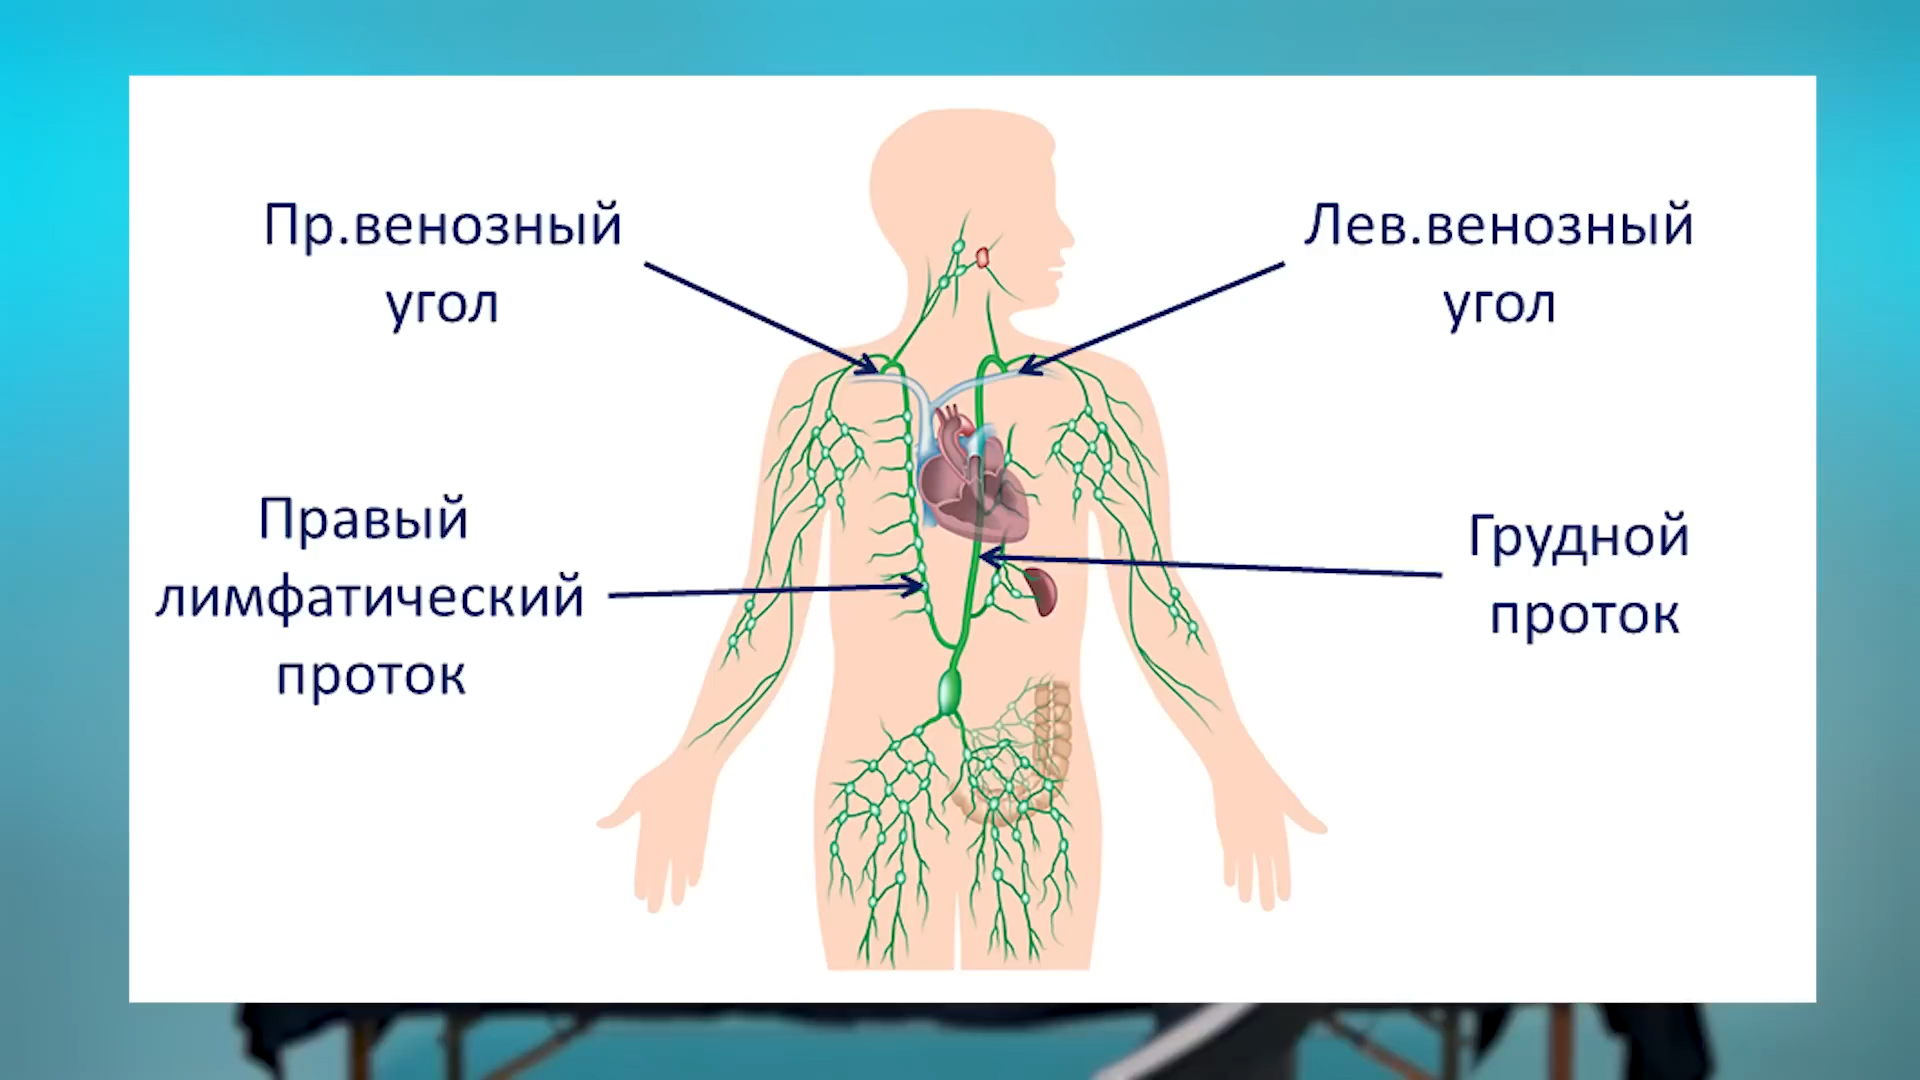 Пр.венозный
угол
Лев.венозный
угол
Правый
лимфатический
проток
Грудной
проток